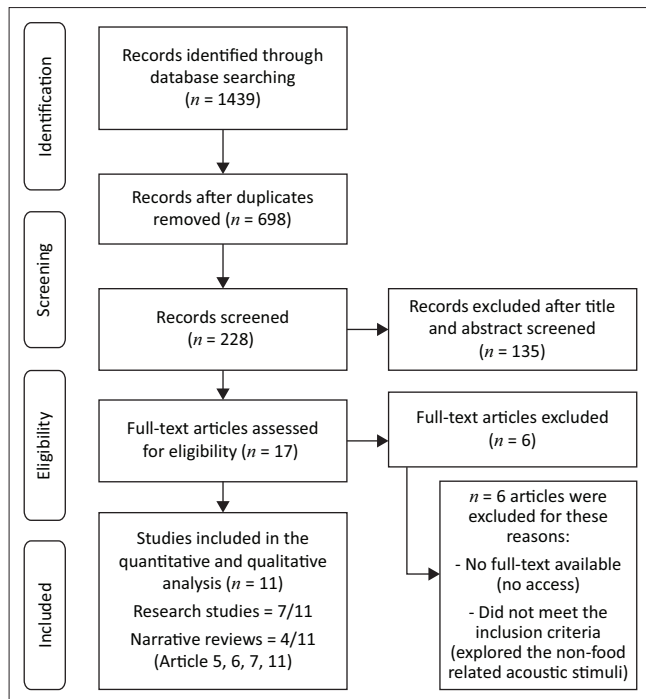 Identification
Records identified through
database searching
(n = 1439)
Records after duplicates
removed (n = 698)
Screening
Records screened
(n = 228)
Records excluded after title
and abstract screened
(n = 135)
Eligibility
Full-text articles assessed
for eligibility (n = 17)
Full-text articles excluded
(n = 6)
n = 6 articles were
excluded for these
reasons:
- No full-text available
(no access)
- Did not meet the
inclusion criteria
(explored the non-food
related acoustic stimuli)
Included
Studies included in the
quantitative and qualitative
analysis (n = 11)
Research studies = 7/11
Narrative reviews = 4/11
(Article 5, 6, 7, 11)